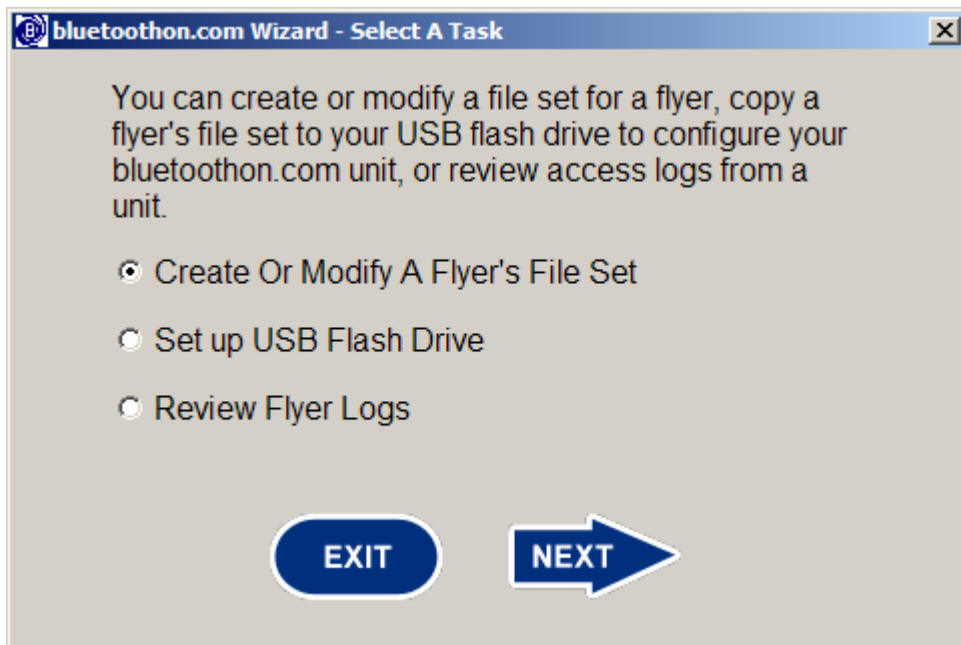 bluetoothon.com Wizard - Select A Task
You can create or modify a file set for a flyer, copy a
flyer's file set to your USB flash drive to configure your
bluetoothon.com unit, or review access logs from a
unit.
Create Or Modify A Flyer's File Set
Set up USB Flash Drive
Review Flyer Logs
EXIT NEXT